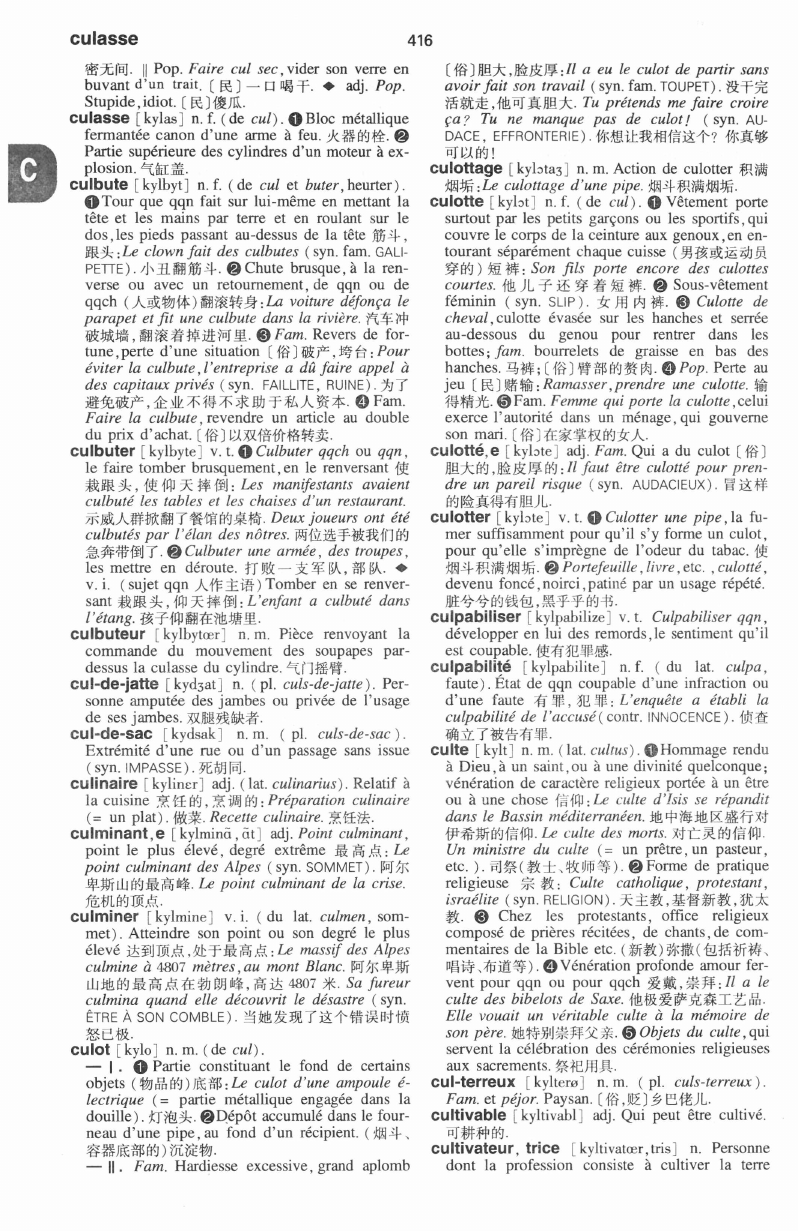 culasse
416
密无间. ‖ Pop. Faire cul sec, vider son verre en
buvant d'un trait. 〔民〕一口喝干. ◆ adj. Pop.
Stupide, idiot. 〔民〕傻瓜.
culasse [kylas] n. f. (de cul). ❶ Bloc métallique
fermantée canon d'une arme à feu. 火器的栓. ❷
Partie supérieure des cylindres d'un moteur à ex-
plosion. 气缸盖.
C
culbute [kylbyt] n. f. (de cul et buter, heurter).
❶ Tour que qqn fait sur lui-même en mettant la
tête et les mains par terre et en roulant sur le
dos, les pieds passant au-dessus de la tête 筋斗,
跟头: Le clown fait des culbutes (syn. fam. GALI-
PETTE). 小丑翻筋斗. ❷ Chute brusque, à la ren-
verse ou avec un retournement, de qqn ou de
qqch (人或物体)翻滚转身: La voiture défonça le
parapet et fit une culbute dans la rivière. 汽车冲
破城墙, 翻滚着掉进河里. ❸ Fam. Revers de for-
tune, perte d'une situation 〔俗〕破产, 垮台: Pour
éviter la culbute, l'entreprise a dû faire appel à
des capitaux privés (syn. FAILLITE, RUINE). 为了
避免破产, 企业不得不求助于私人资本. ❹ Fam.
Faire la culbute, revendre un article au double
du prix d'achat. 〔俗〕以双倍价格转卖.
culbuter [kylbyte] v. t. ❶ Culbuter qqch ou qqn,
le faire tomber brusquement, en le renversant 使
栽跟头, 使仰天摔倒: Les manifestants avaient
culbuté les tables et les chaises d'un restaurant.
示威人群掀翻了餐馆的桌椅. Deux joueurs ont été
culbutés par l'élan des nôtres. 两位选手被我们的
急奔带倒了. ❷ Culbuter une armée, des troupes,
les mettre en déroute. 打败一支军队, 部队. ◆
v. i. (sujet qqn 人作主语) Tomber en se renver-
sant 栽跟头, 仰天摔倒: L'enfant a culbuté dans
l'étang. 孩子仰翻在池塘里.
culbuteur [kylbytœr] n. m. Pièce renvoyant la
commande du mouvement des soupapes par-
dessus la culasse du cylindre. 气门摇臂.
cul-de-jatte [kydʒat] n. (pl. culs-de-jatte). Per-
sonne amputée des jambes ou privée de l'usage
de ses jambes. 双腿残缺者.
cul-de-sac [kydsak] n. m. (pl. culs-de-sac).
Extrémité d'une rue ou d'un passage sans issue
(syn. IMPASSE). 死胡同.
culinaire [kylinɛr] adj. (lat. culinarius). Relatif à
la cuisine 烹饪的, 烹调的: Préparation culinaire
(= un plat). 做菜. Recette culinaire. 烹饪法.
culminant, e [kylminɑ̃, ɑ̃t] adj. Point culminant,
point le plus élevé, degré extrême 最高点: Le
point culminant des Alpes (syn. SOMMET). 阿尔
卑斯山的最高峰. Le point culminant de la crise.
危机的顶点.
culminer [kylmine] v. i. (du lat. culmen, som-
met). Atteindre son point ou son degré le plus
élevé 达到顶点, 处于最高点: Le massif des Alpes
culmine à 4807 mètres, au mont Blanc. 阿尔卑斯
山地的最高点在勃朗峰, 高达 4807 米. Sa fureur
culmina quand elle découvrit le désastre (syn.
ÊTRE À SON COMBLE). 当她发现了这个错误时愤
怒已极.
culot [kylo] n. m. (de cul).
— Ⅰ. ❶ Partie constituant le fond de certains
objets (物品的)底部: Le culot d'une ampoule é-
lectrique (= partie métallique engagée dans la
douille). 灯泡头. ❷ Dépôt accumulé dans le four-
neau d'une pipe, au fond d'un récipient. (烟斗、
容器底部的)沉淀物.
— Ⅱ. Fam. Hardiesse excessive, grand aplomb
〔俗〕胆大, 脸皮厚: Il a eu le culot de partir sans
avoir fait son travail (syn. fam. TOUPET). 没干完
活就走, 他可真胆大. Tu prétends me faire croire
ça? Tu ne manque pas de culot! (syn. AU-
DACE, EFFRONTERIE). 你想让我相信这个? 你真够
可以的!
culottage [kylɔtaʒ] n. m. Action de culotter 积满
烟垢: Le culottage d'une pipe. 烟斗积满烟垢.
culotte [kylɔt] n. f. (de cul). ❶ Vêtement porte
surtout par les petits garçons ou les sportifs, qui
couvre le corps de la ceinture aux genoux, en en-
tourant séparément chaque cuisse (男孩或运动员
穿的)短裤: Son fils porte encore des culottes
courtes. 他儿子还穿着短裤. ❷ Sous-vêtement
féminin (syn. SLIP). 女用内裤. ❸ Culotte de
cheval, culotte évasée sur les hanches et serrée
au-dessous du genou pour rentrer dans les
bottes; fam. bourrelets de graisse en bas des
hanches. 马裤; 〔俗〕臂部的赘肉. ❹ Pop. Perte au
jeu 〔民〕赌输: Ramasser, prendre une culotte. 输
得精光. ❺ Fam. Femme qui porte la culotte, celui
exerce l'autorité dans un ménage, qui gouverne
son mari. 〔俗〕在家掌权的女人.
culotté, e [kylɔte] adj. Fam. Qui a du culot 〔俗〕
胆大的, 脸皮厚的: Il faut être culotté pour pren-
dre un pareil risque (syn. AUDACIEUX). 冒这样
的险真得有胆儿.
culotter [kylɔte] v. t. ❶ Culotter une pipe, la fu-
mer suffisamment pour qu'il s'y forme un culot,
pour qu'elle s'imprègne de l'odeur du tabac. 使
烟斗积满烟垢. ❷ Portefeuille, livre, etc., culotté,
devenu foncé, noirci, patiné par un usage répété.
脏兮兮的钱包, 黑乎乎的书.
culpabiliser [kylpabilize] v. t. Culpabiliser qqn,
développer en lui des remords, le sentiment qu'il
est coupable. 使有犯罪感.
culpabilité [kylpabilite] n. f. (du lat. culpa,
faute). État de qqn coupable d'une infraction ou
d'une faute 有罪, 犯罪: L'enquête a établi la
culpabilité de l'accusé (contr. INNOCENCE). 侦查
确立了被告有罪.
culte [kylt] n. m. (lat. cultus). ❶ Hommage rendu
à Dieu, à un saint, ou à une divinité quelconque;
vénération de caractère religieux portée à un être
ou à une chose 信仰: Le culte d'Isis se répandit
dans le Bassin méditerranéen. 地中海地区盛行对
伊希斯的信仰. Le culte des morts. 对亡灵的信仰.
Un ministre du culte (= un prêtre, un pasteur,
etc.). 司祭(教士、牧师等). ❷ Forme de pratique
religieuse 宗教: Culte catholique, protestant,
israélite (syn. RELIGION). 天主教, 基督新教, 犹太
教. ❸ Chez les protestants, office religieux
composé de prières récitées, de chants, de com-
mentaires de la Bible etc. (新教)弥撒(包括祈祷、
唱诗、布道等). ❹ Vénération profonde amour fer-
vent pour qqn ou pour qqch 爱戴, 崇拜: Il a le
culte des bibelots de Saxe. 他极爱萨克森工艺品.
Elle vouait un véritable culte à la mémoire de
son père. 她特别崇拜父亲. ❺ Objets du culte, qui
servent la célébration des cérémonies religieuses
aux sacrements. 祭祀用具.
cul-terreux [kyltɛrø] n. m. (pl. culs-terreux).
Fam. et péjor. Paysan. 〔俗, 贬〕乡巴佬儿.
cultivable [kyltivabl] adj. Qui peut être cultivé.
可耕种的.
cultivateur, trice [kyltivatœr, tris] n. Personne
dont la profession consiste à cultiver la terre